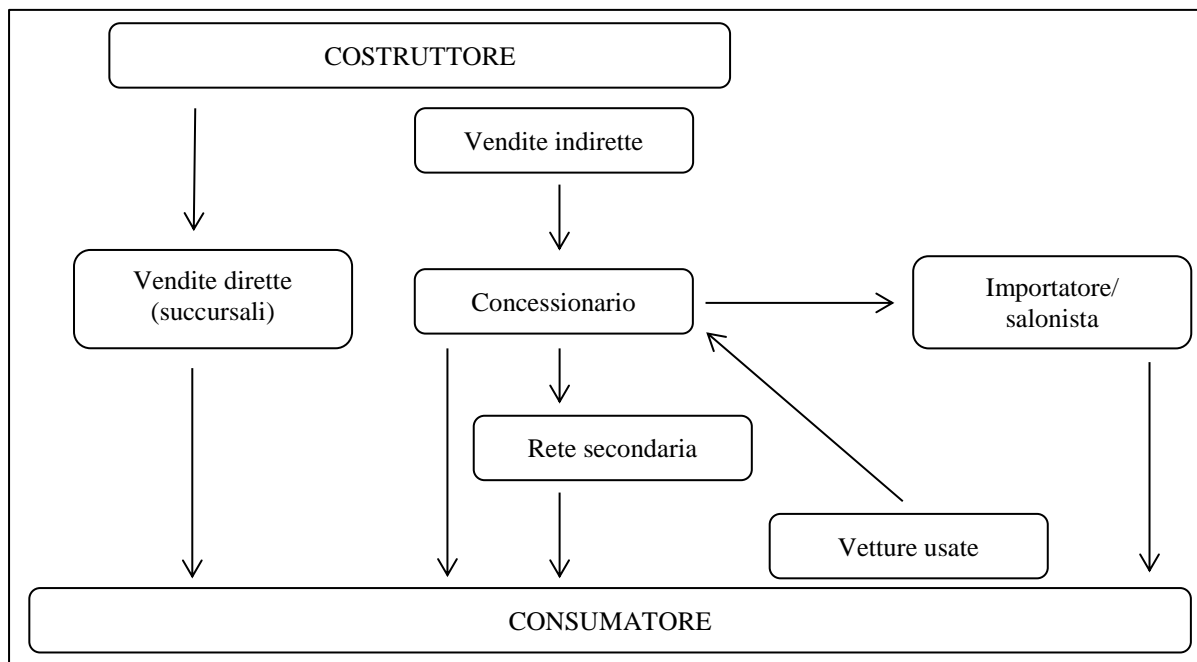 COSTRUTTORE
Vendite indirette
Vendite dirette
(succursali)
Concessionario
Importatore/
salonista
Rete secondaria
Vetture usate
CONSUMATORE